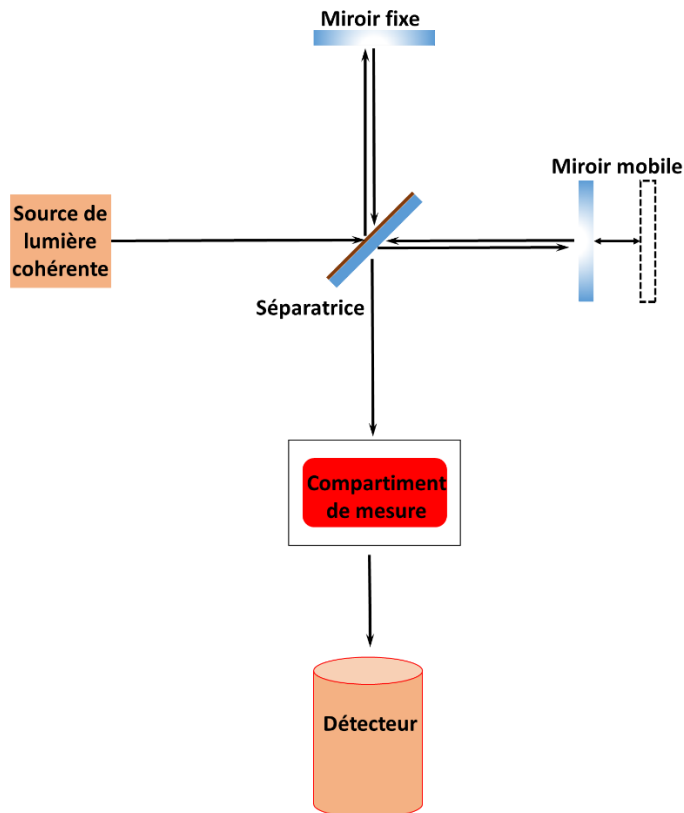 Miroir fixe
Miroir mobile
Source de
lumière
cohérente
Séparatrice
Compartiment
de mesure
Détecteur